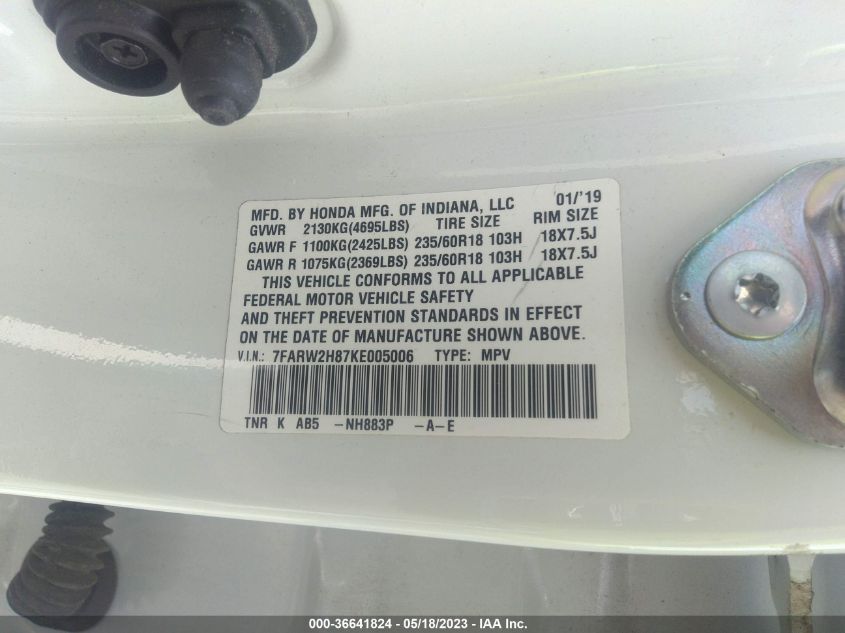 MFD. BY HONDA MFG. OF INDIANA, LLC 01/'19
GVWR 2130KG(4695LBS) TIRE SIZE RIM SIZE
GAWR F 1100KG(2425LBS) 235/60R18 103H 18X7.5J
GAWR R 1075KG(2369LBS) 235/60R18 103H 18X7.5J
THIS VEHICLE CONFORMS TO ALL APPLICABLE
FEDERAL MOTOR VEHICLE SAFETY
AND THEFT PREVENTION STANDARDS IN EFFECT
ON THE DATE OF MANUFACTURE SHOWN ABOVE.
V.I.N.: 7FARW2H87KE005006 TYPE: MPV
TNR K AB5 -NH883P -A-E
000-36641824 / 05/18/2023 - © IAA Inc.